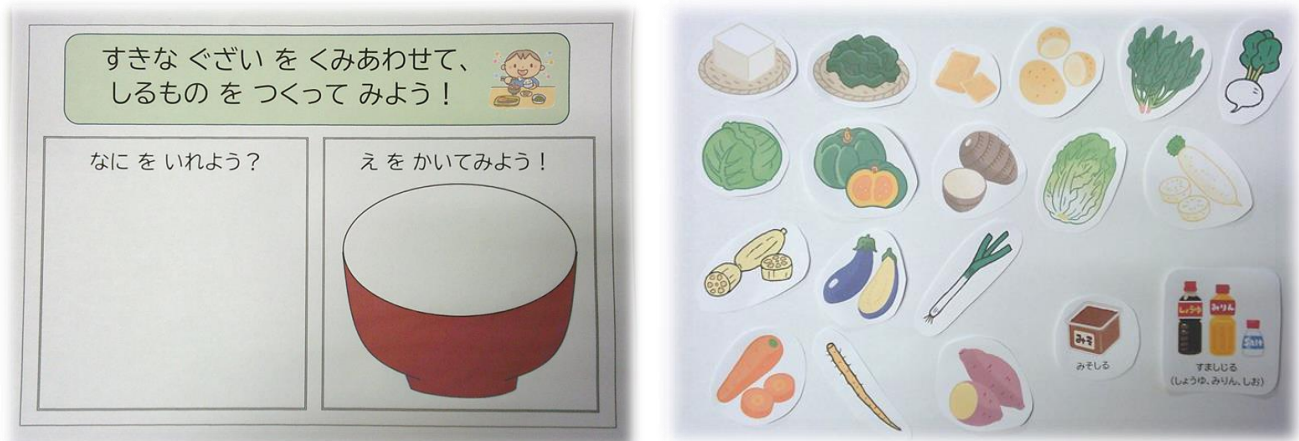 すきな ぐざい を くみあわせて、
しるもの を つくって みよう！
なに を いれよう？
え を かいてみよう！
しょうゆ
みりん
Salt
みそ
みそしる
すましじる
（しょうゆ、みりん、しお）